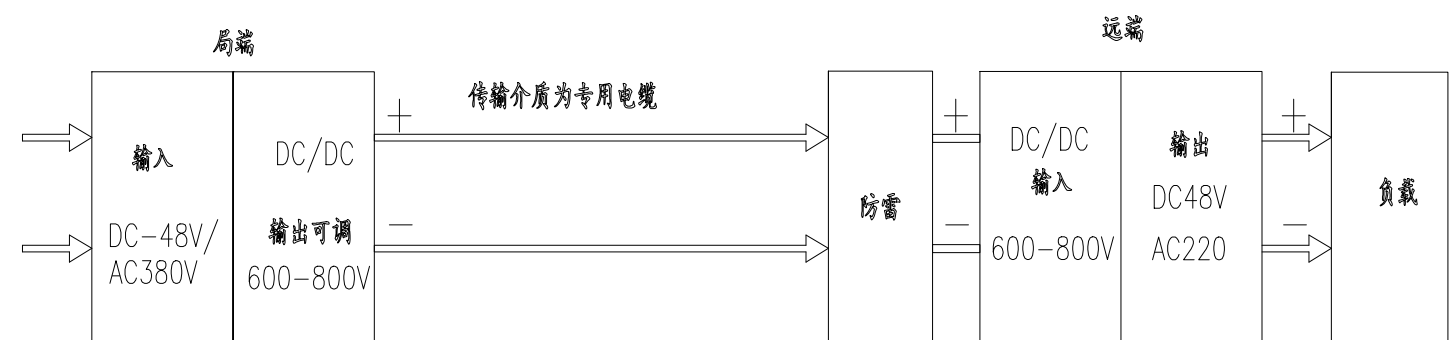 局端
远端
传输介质为专用电缆
输入
DC-48V/
AC380V
DC/DC
输出可调
600-800V
+
-
防雷
+
-
DC/DC
输入
600-800V
输出
DC48V
AC220
+
-
负载